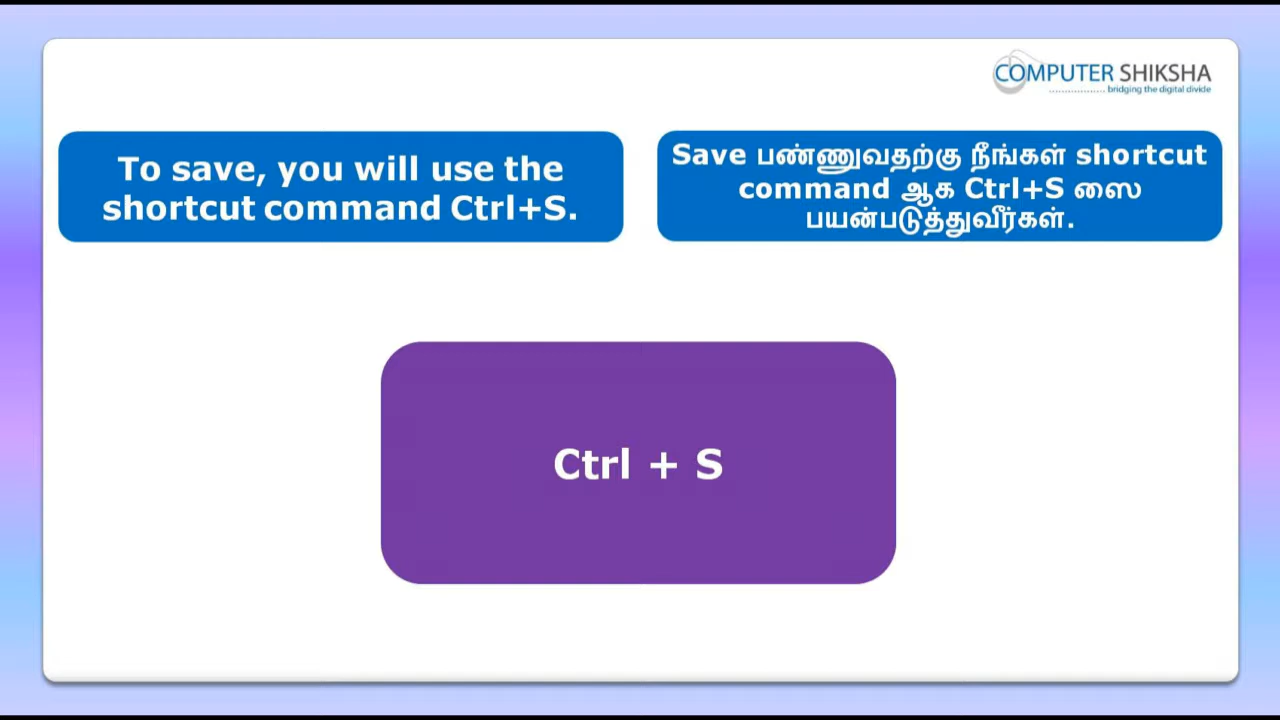 COMPUTER SHIKSHA
bridging the digital divide
To save, you will use the
shortcut command Ctrl+S.
Save பண்ணுவதற்கு நீங்கள் shortcut
command ஆக Ctrl+S ஸை
பயன்படுத்துவீர்கள்.
Ctrl + S